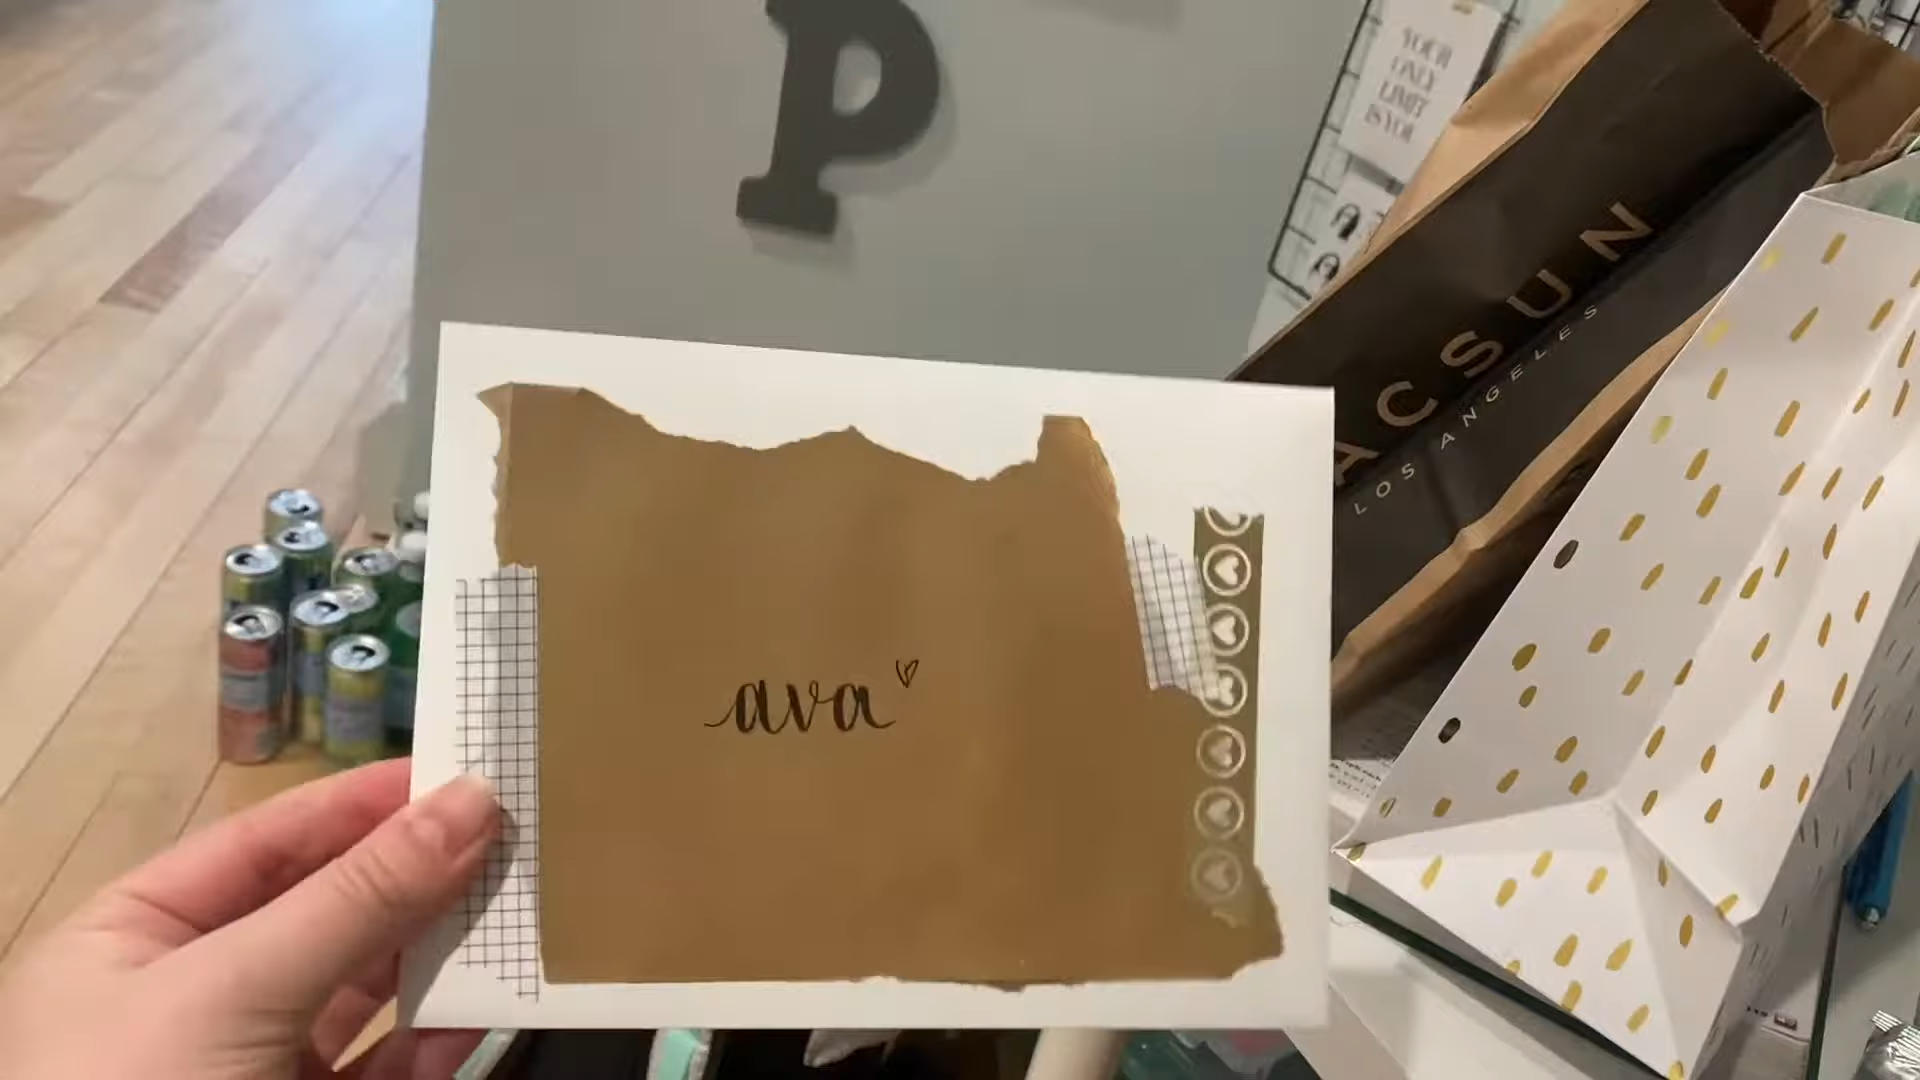 P
YOUR
ONLY
LIMIT
IS YOU
ACSUN
LOS ANGELES
ava